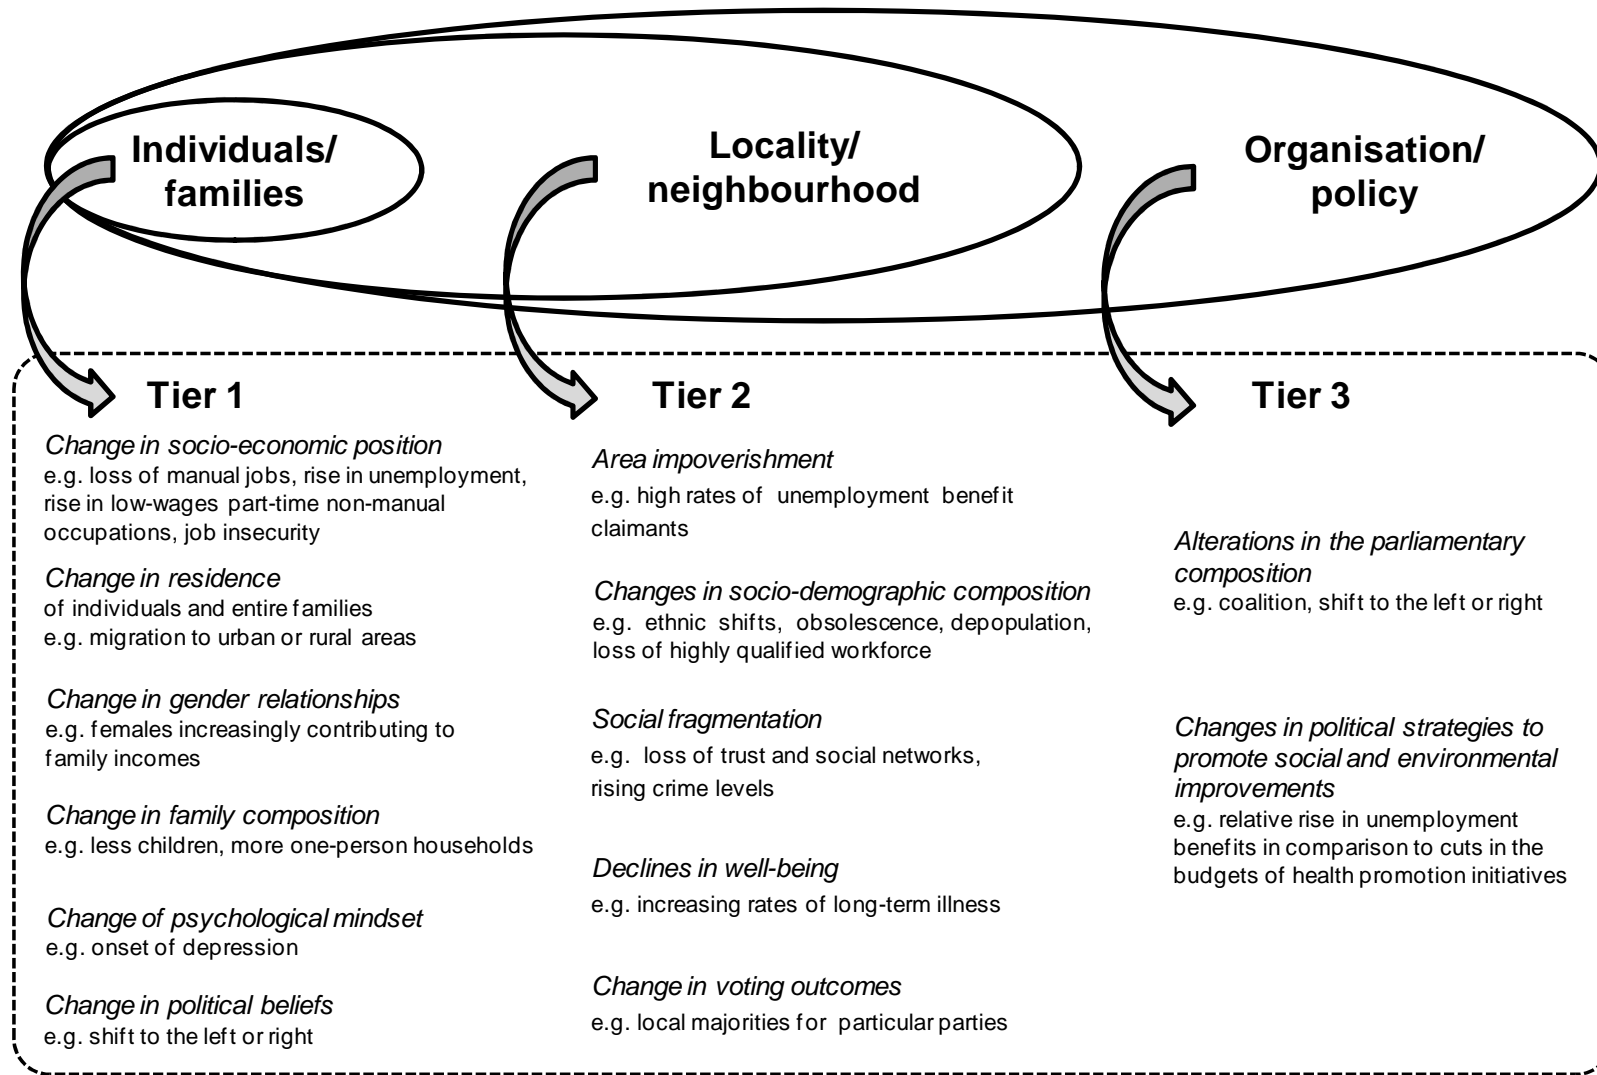 Individuals/
families
Locality/
neighbourhood
Organisation/
policy
Tier 1
Change in socio-economic position
e.g. loss of manual jobs, rise in unemployment,
rise in low-wages part-time non-manual
occupations, job insecurity
Change in residence
of individuals and entire families
e.g. migration to urban or rural areas
Change in gender relationships
e.g. females increasingly contributing to
family incomes
Change in family composition
e.g. less children, more one-person households
Change of psychological mindset
e.g. onset of depression
Change in political beliefs
e.g. shift to the left or right
Tier 2
Area impoverishment
e.g. high rates of unemployment benefit
claimants
Changes in socio-demographic composition
e.g. ethnic shifts, obsolescence, depopulation,
loss of highly qualified workforce
Social fragmentation
e.g. loss of trust and social networks,
rising crime levels
Declines in well-being
e.g. increasing rates of long-term illness
Change in voting outcomes
e.g. local majorities for particular parties
Tier 3
Alterations in the parliamentary
composition
e.g. coalition, shift to the left or right
Changes in political strategies to
promote social and environmental
improvements
e.g. relative rise in unemployment
benefits in comparison to cuts in the
budgets of health promotion initiatives